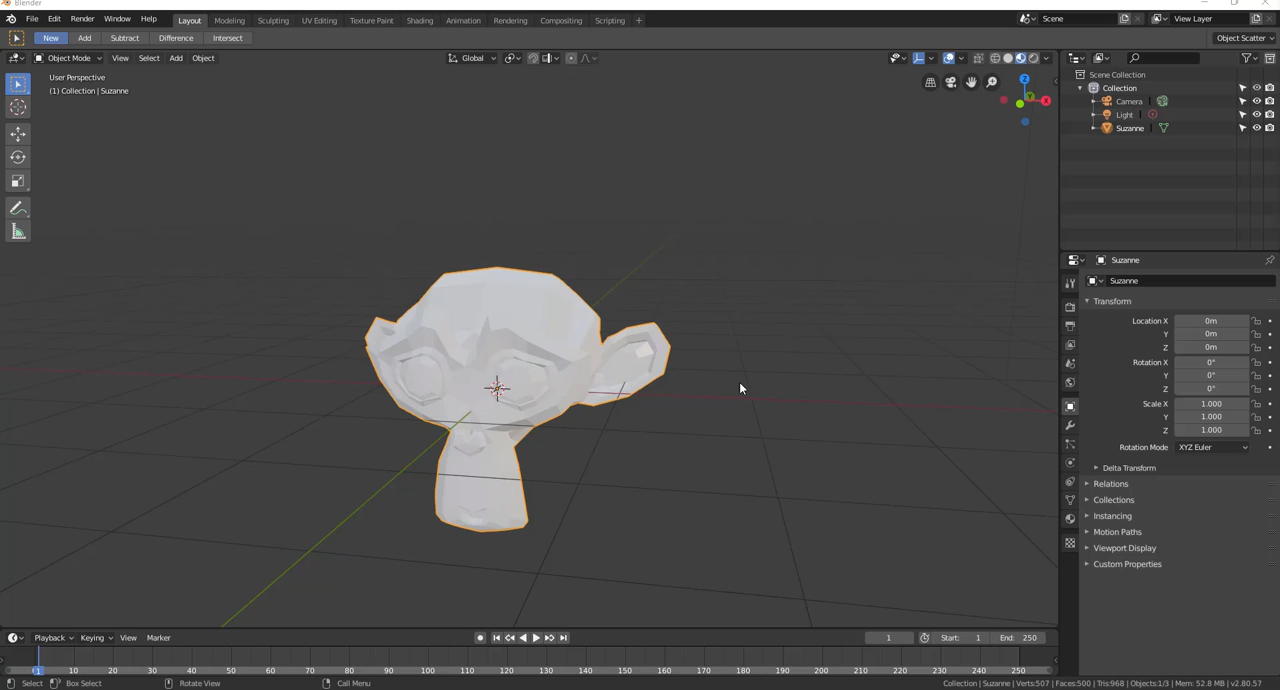 Blender
File Edit Render Window Help Layout Modeling Sculpting UV Editing Texture Paint Shading Animation Rendering Compositing Scripting + Scene View Layer
New Add Subtract Difference Intersect Object Scatter
Object Mode View Select Add Object Global
User Perspective
(1) Collection | Suzanne
Z
Y
X
Scene Collection
Collection
Camera
Light
Suzanne
Suzanne
Suzanne
Transform
Location X 0m
Y 0m
Z 0m
Rotation X 0°
Y 0°
Z 0°
Scale X 1.000
Y 1.000
Z 1.000
Rotation Mode XYZ Euler
Delta Transform
Relations
Collections
Instancing
Motion Paths
Viewport Display
Custom Properties
Playback Keying View Marker 1 Start: 1 End: 250
1 10 20 30 40 50 60 70 80 90 100 110 120 130 140 150 160 170 180 190 200 210 220 230 240 250
Select Box Select Rotate View Call Menu Collection | Suzanne | Verts:507 | Faces:500 | Tris:968 | Objects:1/3 | Mem: 52.8 MB | v2.80.57